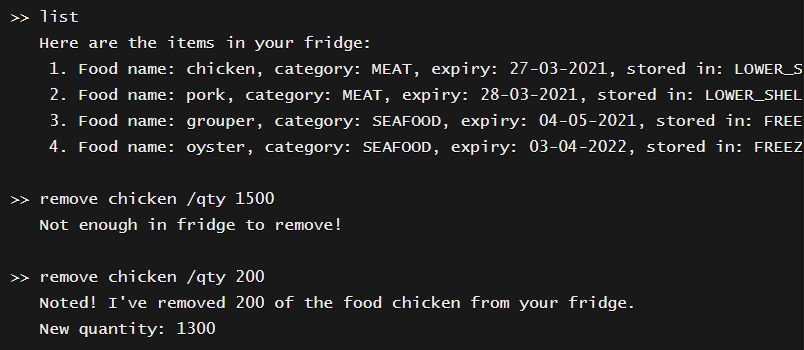 >> list
Here are the items in your fridge:
1. Food name: chicken, category: MEAT, expiry: 27-03-2021, stored in: LOWER_S
2. Food name: pork, category: MEAT, expiry: 28-03-2021, stored in: LOWER_SHEL
3. Food name: grouper, category: SEAFOOD, expiry: 04-05-2021, stored in: FREE
4. Food name: oyster, category: SEAFOOD, expiry: 03-04-2022, stored in: FREEZ
>> remove chicken /qty 1500
Not enough in fridge to remove!
>> remove chicken /qty 200
Noted! I've removed 200 of the food chicken from your fridge.
New quantity: 1300